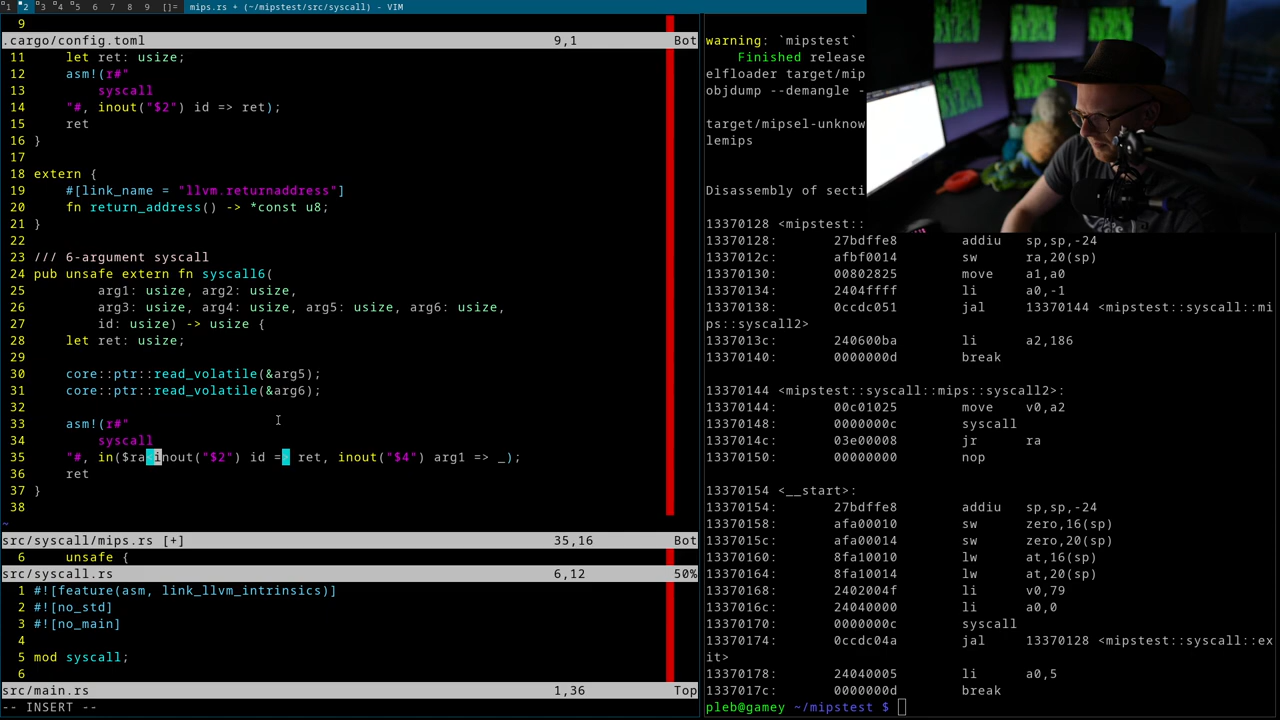 1 2 3 4 5 6 7 8 9 []= mips.rs + (~/mipstest/src/syscall) - VIM
9
.cargo/config.toml 9,1 Bot
11 let ret: usize;
12 asm!(r#"
13 syscall
14 "#, inout("$2") id => ret);
15 ret
16 }
17
18 extern {
19 #[link_name = "llvm.returnaddress"]
20 fn return_address() -> *const u8;
21 }
22
23 /// 6-argument syscall
24 pub unsafe extern fn syscall6(
25 arg1: usize, arg2: usize,
26 arg3: usize, arg4: usize, arg5: usize, arg6: usize,
27 id: usize) -> usize {
28 let ret: usize;
29
30 core::ptr::read_volatile(&arg5);
31 core::ptr::read_volatile(&arg6);
32
33 asm!(r#"
34 syscall
35 "#, in($ra<inout("$2") id => ret, inout("$4") arg1 => _);
36 ret
37 }
38
~
src/syscall/mips.rs [+] 35,16 Bot
6 unsafe {
src/syscall.rs 6,12 50%
1 #![feature(asm, link_llvm_intrinsics)]
2 #![no_std]
3 #![no_main]
4
5 mod syscall;
6
src/main.rs 1,36 Top
-- INSERT --
warning: `mipstest`
Finished release
elfloader target/mip
objdump --demangle -
target/mipsel-unknow
lemips
Disassembly of secti
13370128 <mipstest::
13370128: 27bdffe8 addiu sp,sp,-24
1337012c: afbf0014 sw ra,20(sp)
13370130: 00802825 move a1,a0
13370134: 2404ffff li a0,-1
13370138: 0ccdc051 jal 13370144 <mipstest::syscall::mi
ps::syscall2>
1337013c: 240600ba li a2,186
13370140: 0000000d break
13370144 <mipstest::syscall::mips::syscall2>:
13370144: 00c01025 move v0,a2
13370148: 0000000c syscall
1337014c: 03e00008 jr ra
13370150: 00000000 nop
13370154 <__start>:
13370154: 27bdffe8 addiu sp,sp,-24
13370158: afa00010 sw zero,16(sp)
1337015c: afa00014 sw zero,20(sp)
13370160: 8fa10010 lw at,16(sp)
13370164: 8fa10014 lw at,20(sp)
13370168: 2402004f li v0,79
1337016c: 24040000 li a0,0
13370170: 0000000c syscall
13370174: 0ccdc04a jal 13370128 <mipstest::syscall::ex
it>
13370178: 24040005 li a0,5
1337017c: 0000000d break
pleb@gamey ~/mipstest $